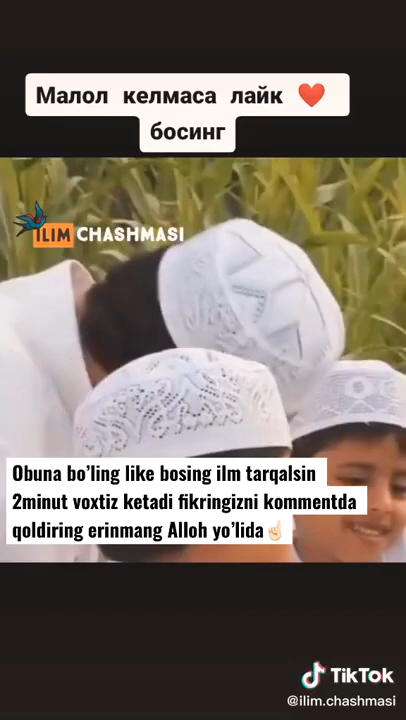 Малол келмаса лайк ❤️
босинг
ILIM CHASHMASI
Obuna bo’ling like bosing ilm tarqalsin
2minut voxtiz ketadi fikringizni kommentda
qoldiring erinmang Alloh yo’lida☝🏻
TikTok
@ilim.chashmasi